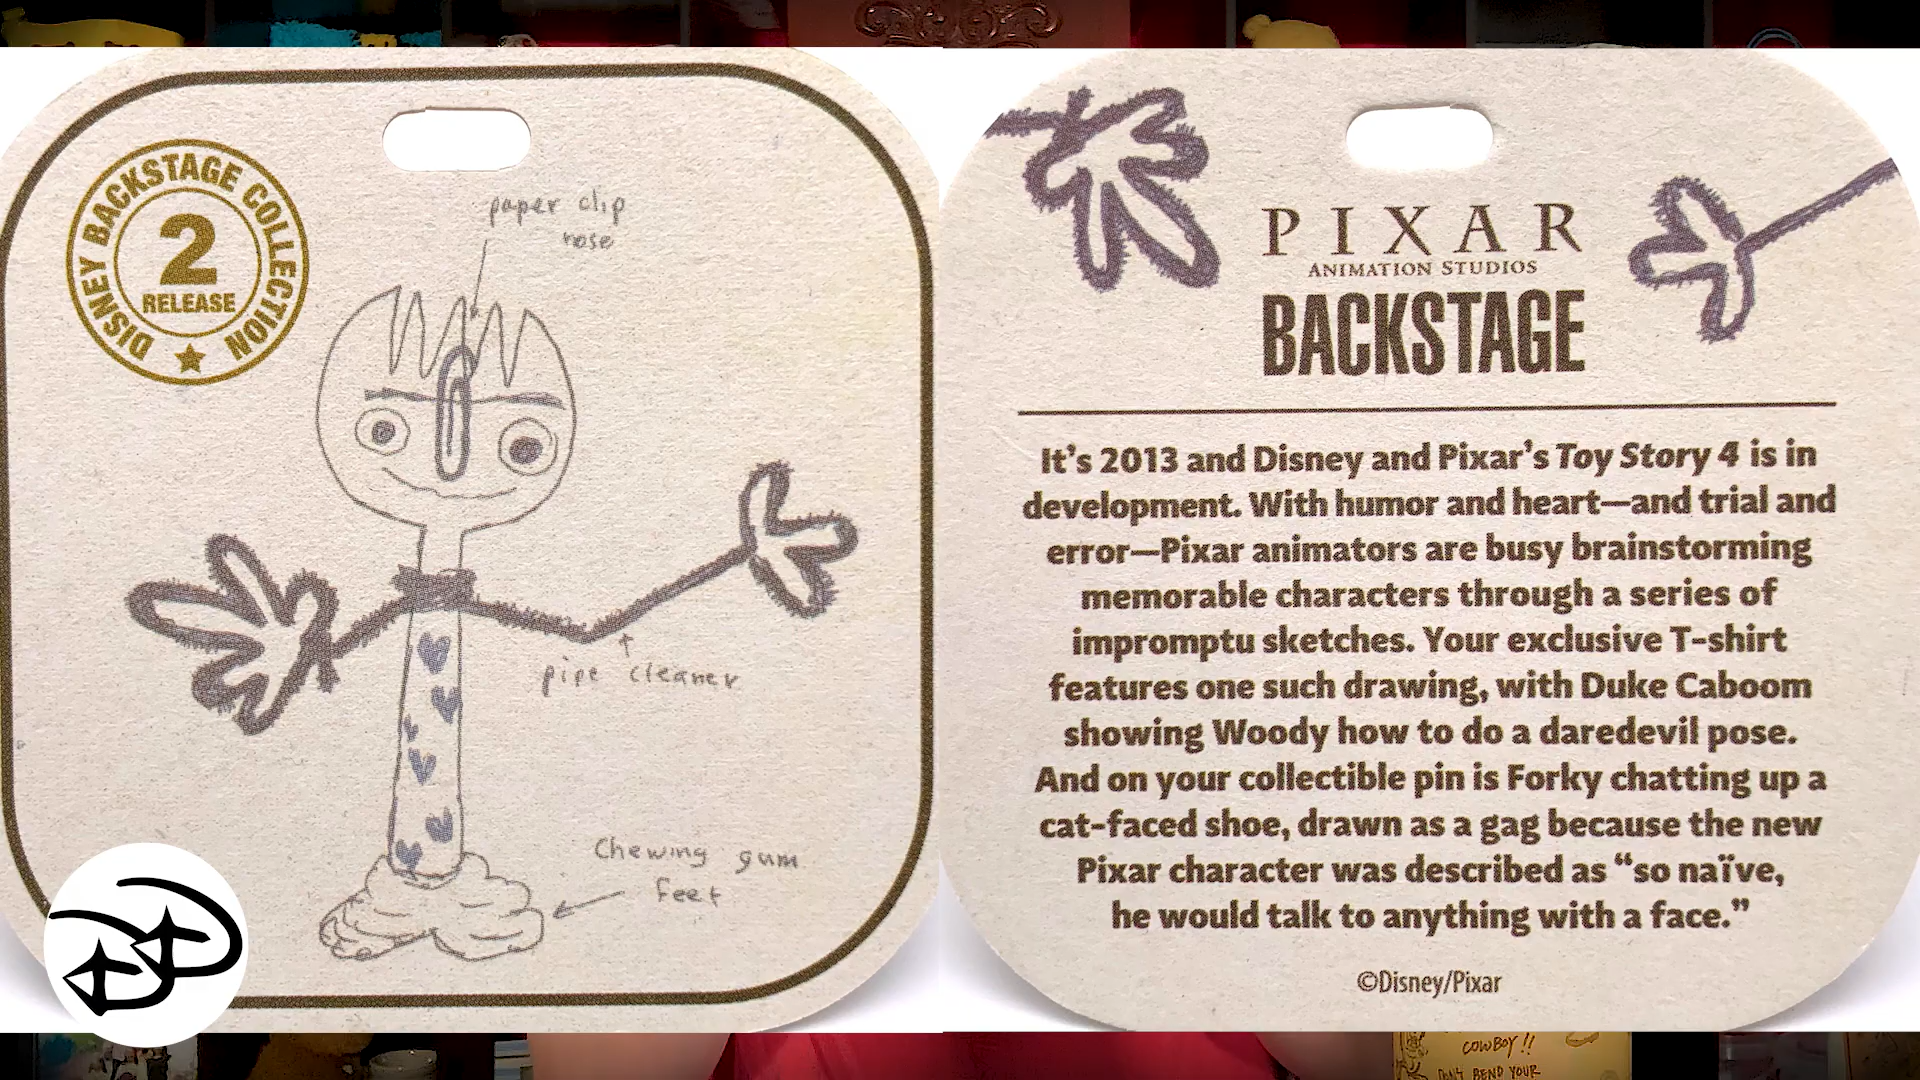 DISNEY BACKSTAGE COLLECTION
2
RELEASE
paper clip
nose
pipe cleaner
Chewing gum
feet
PIXAR
ANIMATION STUDIOS
BACKSTAGE
It's 2013 and Disney and Pixar's Toy Story 4 is in
development. With humor and heart—and trial and
error—Pixar animators are busy brainstorming
memorable characters through a series of
impromptu sketches. Your exclusive T-shirt
features one such drawing, with Duke Caboom
showing Woody how to do a daredevil pose.
And on your collectible pin is Forky chatting up a
cat-faced shoe, drawn as a gag because the new
Pixar character was described as “so naïve,
he would talk to anything with a face.”
©Disney/Pixar
COWBOY!!
DON'T BEND YOUR